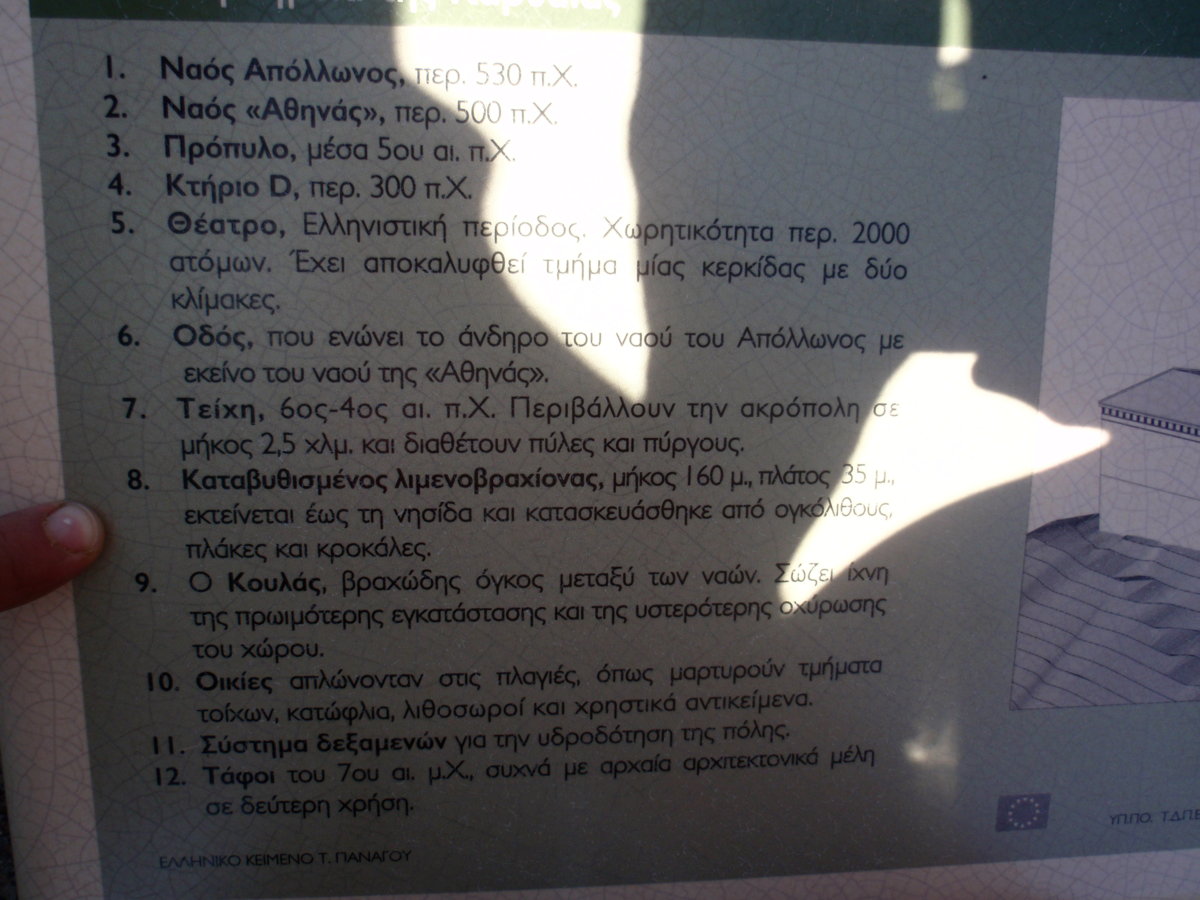 της Καρθαίας
1. Ναός Απόλλωνος, περ. 530 π.Χ.
2. Ναός «Αθηνάς», περ. 500 π.Χ.
3. Πρόπυλο, μέσα 5ου αι. π.Χ.
4. Κτήριο D, περ. 300 π.Χ.
5. Θέατρο, Ελληνιστική περίοδος. Χωρητικότητα περ. 2000
ατόμων. Έχει αποκαλυφθεί τμήμα μίας κερκίδας με δύο
κλίμακες.
6. Οδός, που ενώνει το άνδηρο του ναού του Απόλλωνος με
εκείνο του ναού της «Αθηνάς».
7. Τείχη, 6ος-4ος αι. π.Χ. Περιβάλλουν την ακρόπολη σε
μήκος 2,5 χλμ. και διαθέτουν πύλες και πύργους.
8. Καταβυθισμένος λιμενοβραχίονας, μήκος 160 μ., πλάτος 35 μ.,
εκτείνεται έως τη νησίδα και κατασκευάσθηκε από ογκόλιθους,
πλάκες και κροκάλες.
9. Ο Κουλάς, βραχώδης όγκος μεταξύ των ναών. Σώζει ίχνη
της πρωιμότερης εγκατάστασης και της υστερότερης οχύρωσης
του χώρου.
10. Οικίες απλώνονταν στις πλαγιές, όπως μαρτυρούν τμήματα
τοίχων, κατώφλια, λιθοσωροί και χρηστικά αντικείμενα.
11. Σύστημα δεξαμενών για την υδροδότηση της πόλης.
12. Τάφοι του 7ου αι. μ.Χ., συχνά με αρχαία αρχιτεκτονικά μέλη
σε δεύτερη χρήση.
ΕΛΛΗΝΙΚΟ ΚΕΙΜΕΝΟ Τ. ΠΑΝΑΓΟΥ
ΥΠ.ΠΟ.